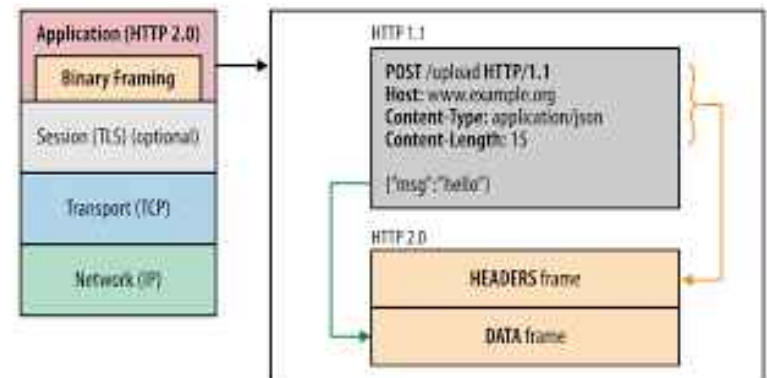 Application (HTTP 2.0)
Binary Framing
Session (TLS) (optional)
Transport (TCP)
Network (IP)
HTTP 1.1
POST /upload HTTP/1.1
Host: www.example.org
Content-Type: application/json
Content-Length: 15
{"msg":"hello"}
HTTP 2.0
HEADERS frame
DATA frame